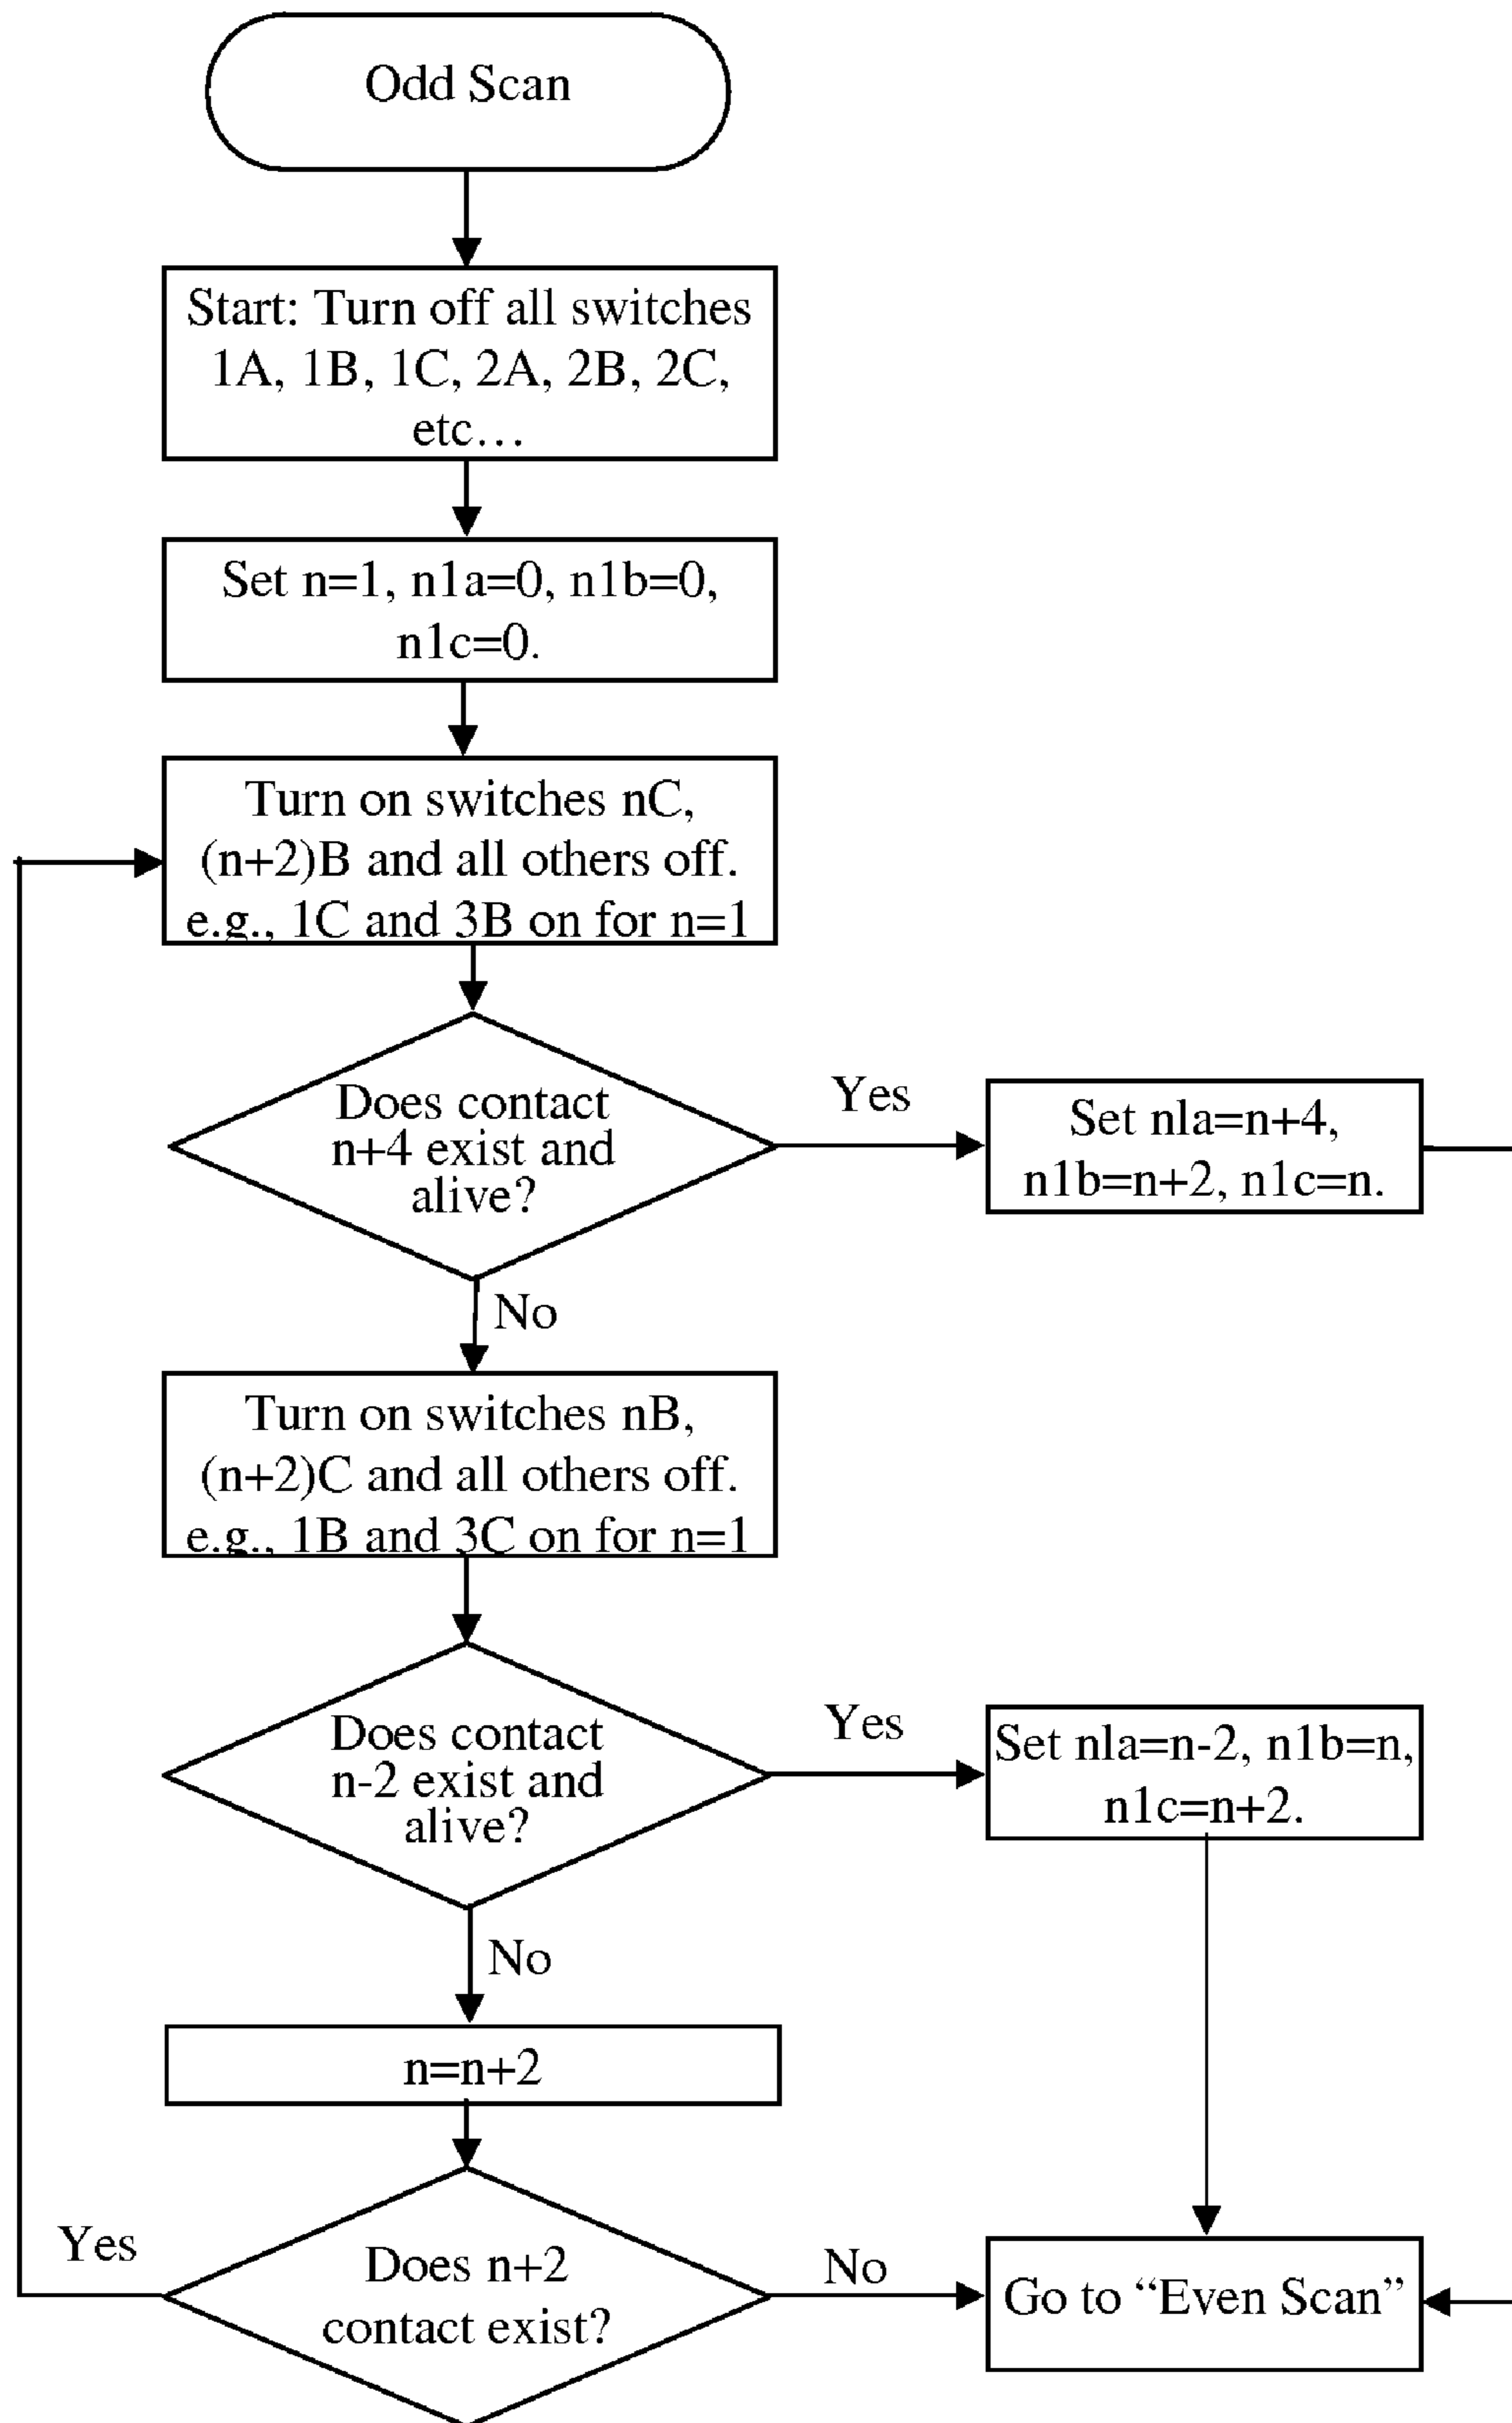 Odd Scan
Start: Turn off all switches
1A, 1B, 1C, 2A, 2B, 2C,
etc…
Set n=1, n1a=0, n1b=0,
n1c=0.
Turn on switches nC,
(n+2)B and all others off.
e.g., 1C and 3B on for n=1
Does contact
n+4 exist and
alive?
Yes
Set nla=n+4,
n1b=n+2, n1c=n.
No
Turn on switches nB,
(n+2)C and all others off.
e.g., 1B and 3C on for n=1
Does contact
n-2 exist and
alive?
Yes
Set nla=n-2, n1b=n,
n1c=n+2.
No
n=n+2
Does n+2
contact exist?
Yes
No
Go to “Even Scan”